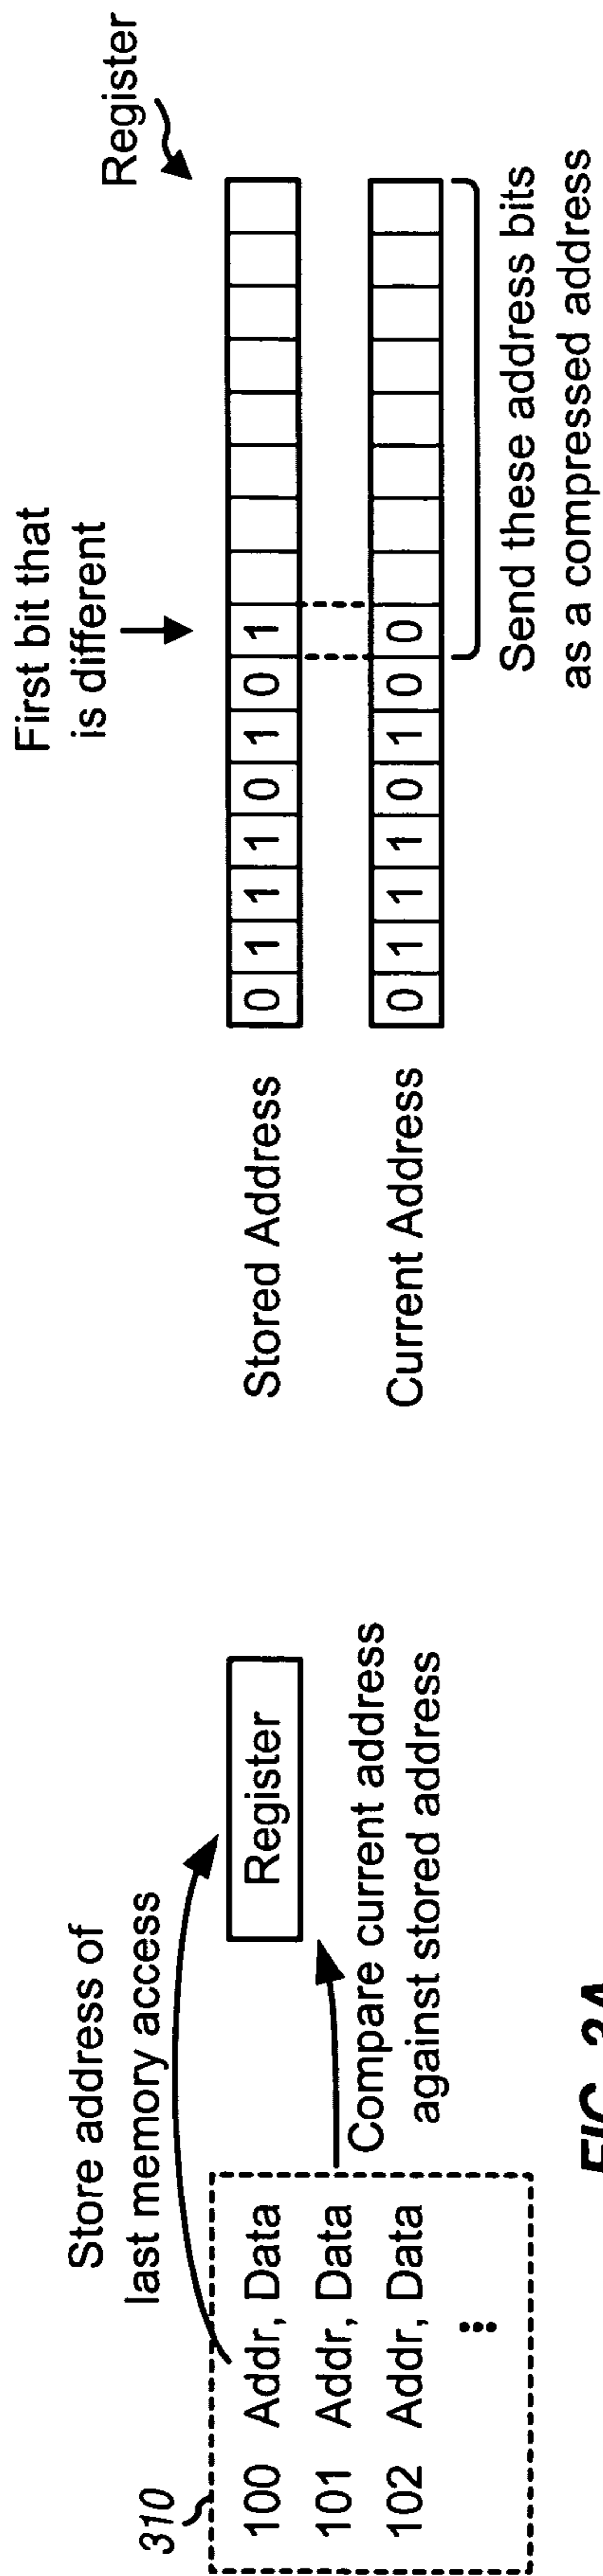 310
Store address of
last memory access
100 Addr, Data
101 Addr, Data
102 Addr, Data
Register
Compare current address
against stored address
FIG. 3A
First bit that
is different
Register
Stored Address
0 1 1 1 0 1 0 1
Current Address
0 1 1 1 0 1 0 0
Send these address bits
as a compressed address